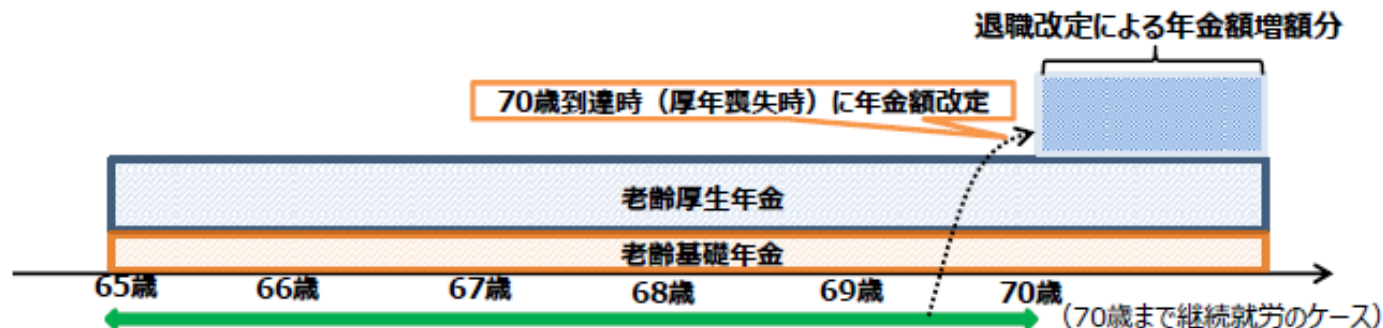 退職改定による年金額増額分
70歳到達時（厚年喪失時）に年金額改定
老齢厚生年金
老齢基礎年金
65歳 66歳 67歳 68歳 69歳 70歳
（70歳まで継続就労のケース）